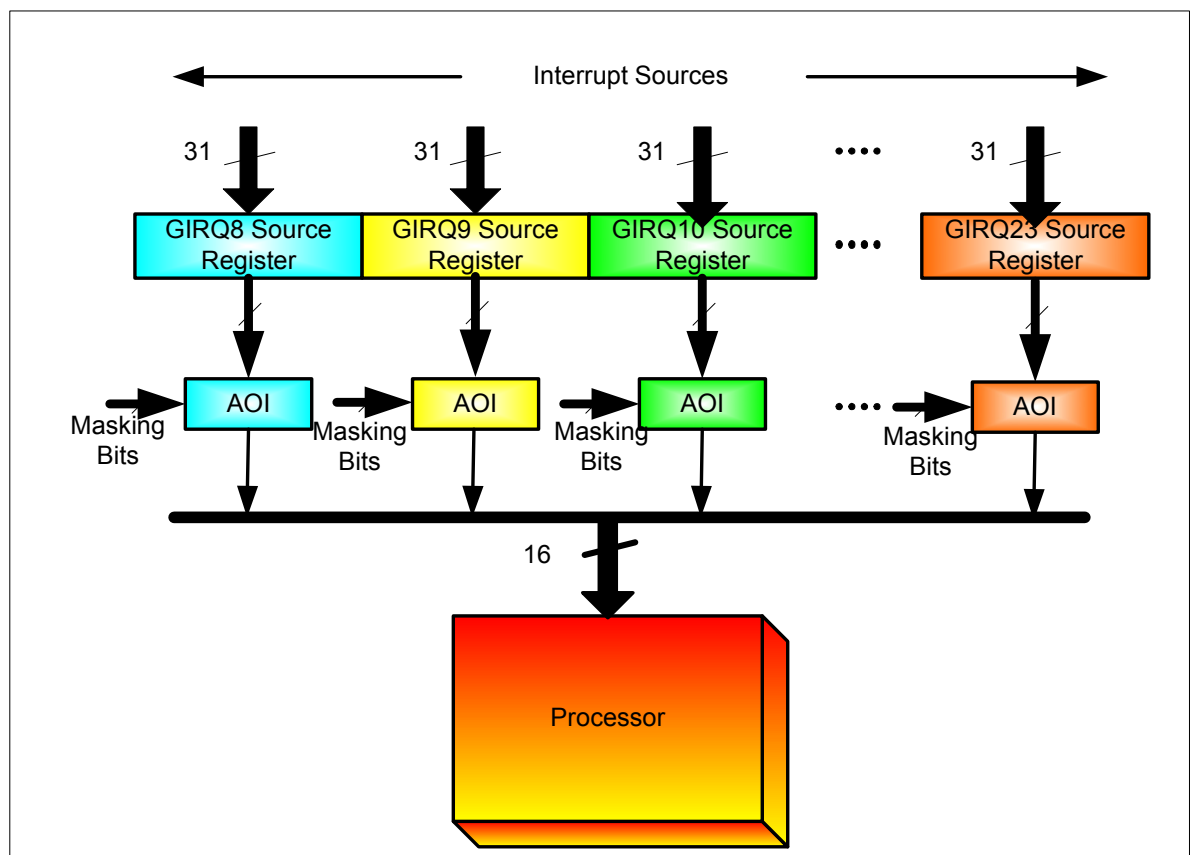 Interrupt Sources
31 31 31 .... 31
GIRQ8 Source Register
GIRQ9 Source Register
GIRQ10 Source Register
....
GIRQ23 Source Register
AOI
AOI
AOI
....
AOI
Masking Bits
Masking Bits
Masking Bits
Masking Bits
16
Processor